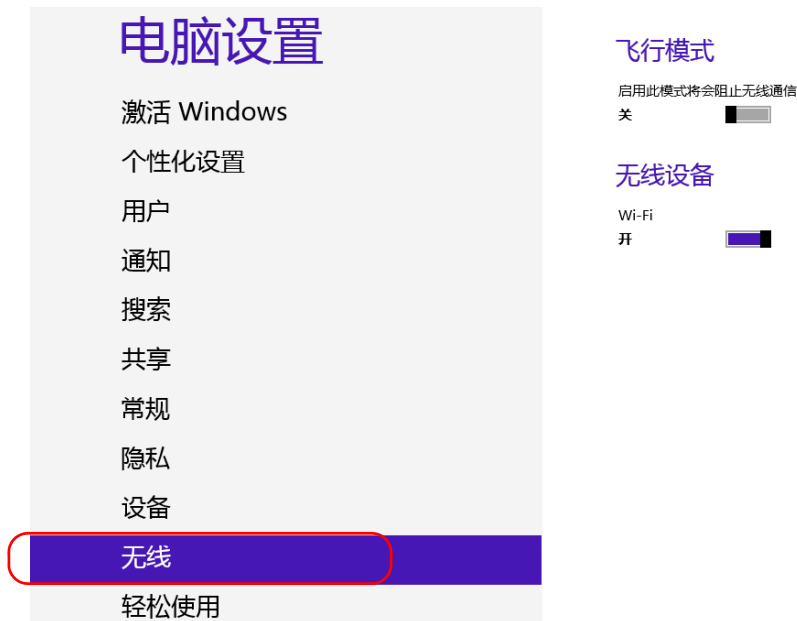 电脑设置
激活 Windows
个性化设置
用户
通知
搜索
共享
常规
隐私
设备
无线
轻松使用
飞行模式
启用此模式将会阻止无线通信
关
无线设备
Wi-Fi
开